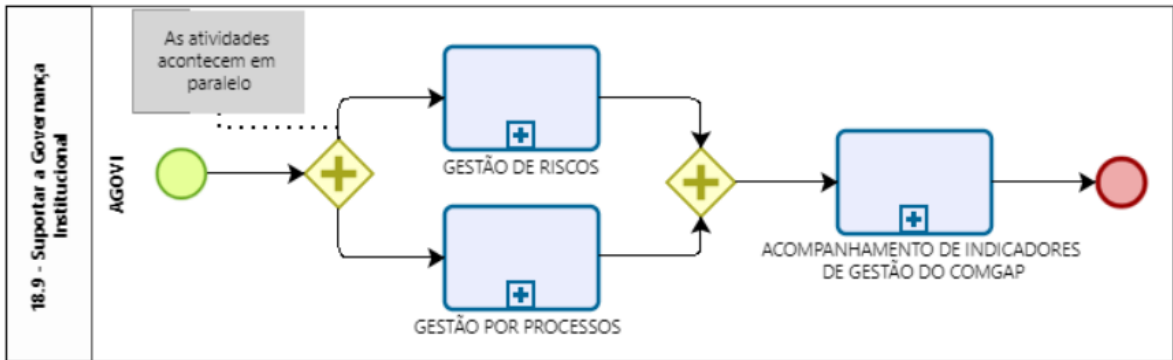 18.9 - Suportar a Governança
Institucional
AGOVI
As atividades
acontecem em
paralelo
GESTÃO DE RISCOS
GESTÃO POR PROCESSOS
ACOMPANHAMENTO DE INDICADORES
DE GESTÃO DO COMGAP